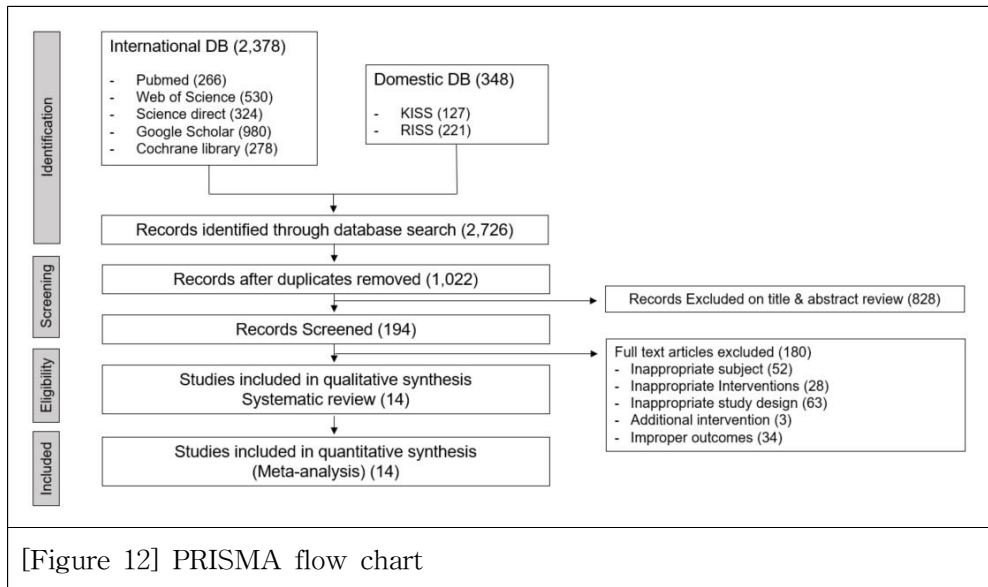 Identification
International DB (2,378)
- Pubmed (266)
- Web of Science (530)
- Science direct (324)
- Google Scholar (980)
- Cochrane library (278)
Domestic DB (348)
- KISS (127)
- RISS (221)
Records identified through database search (2,726)
Screening
Records after duplicates removed (1,022)
Records Excluded on title & abstract review (828)
Records Screened (194)
Eligibility
Full text articles excluded (180)
- Inappropriate subject (52)
- Inappropriate Interventions (28)
- Inappropriate study design (63)
- Additional intervention (3)
- Improper outcomes (34)
Studies included in qualitative synthesis
Systematic review (14)
Included
Studies included in quantitative synthesis
(Meta-analysis) (14)
[Figure 12] PRISMA flow chart